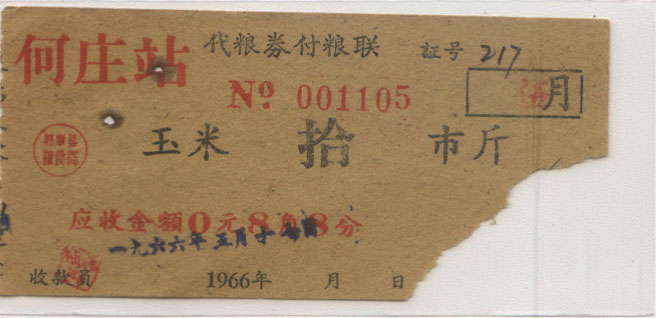 何庄站 代粮券付粮联 証号 217
Nº 001105
月
玉米 拾 市斤
应收金额0元8角8分
一九六六年五月十
收款员 1966年 月 日